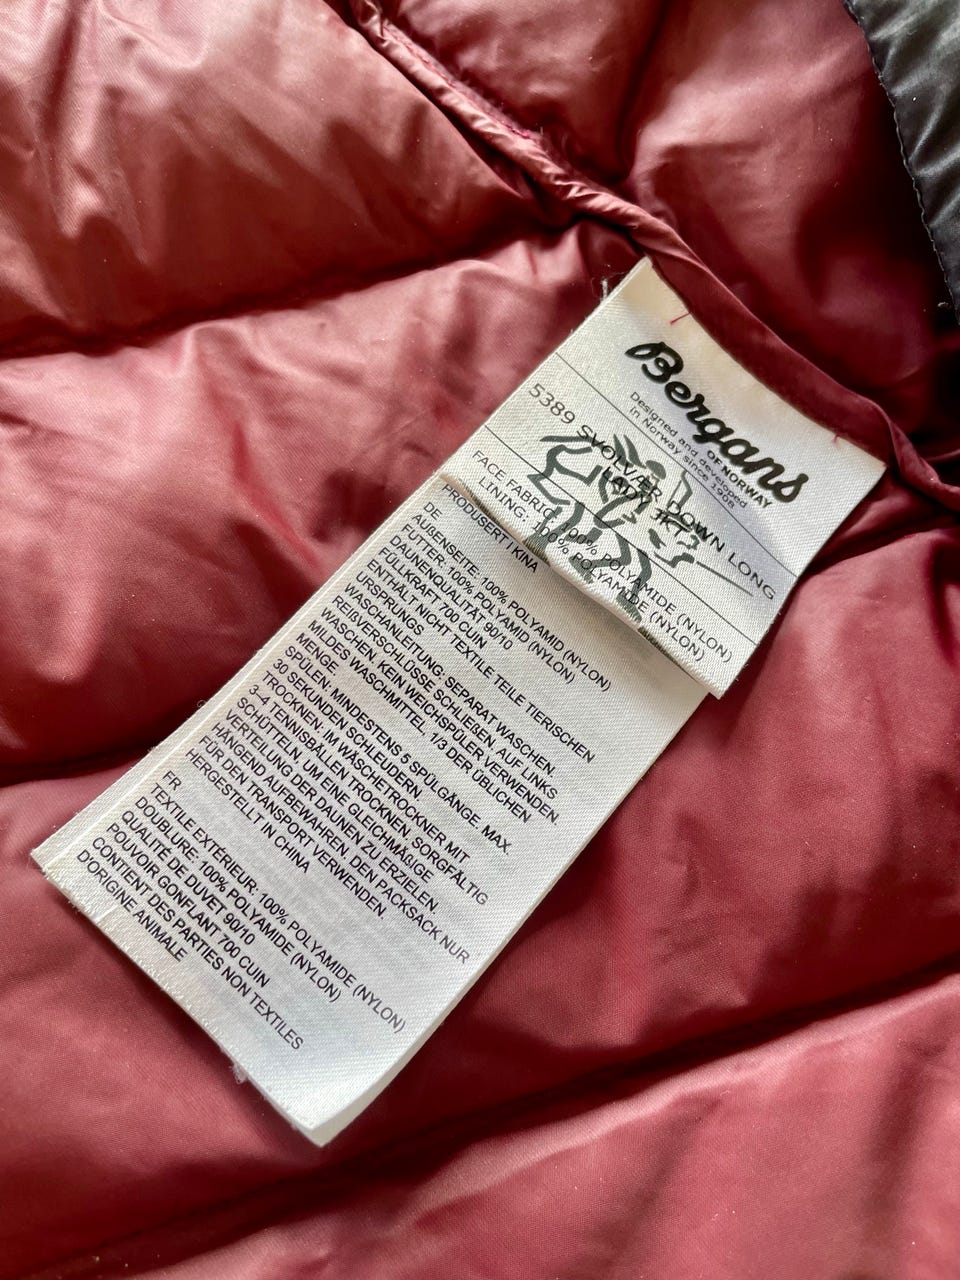 Bergans
OF NORWAY
Designed and developed
in Norway since 1908
5389 SVOLVÆR DOWN LONG
LADY
FACE FABRIC: 100% POLYAMIDE (NYLON)
LINING: 100% POLYAMIDE (NYLON)
PRODUSERT I KINA
DE
AUßENSEITE: 100% POLYAMID (NYLON)
FUTTER: 100% POLYAMID (NYLON)
DAUNENQUALITÄT 90/10
FÜLLKRAFT 700 CUIN
ENTHÄLT NICHT TEXTILE TEILE TIERISCHEN
URSPRUNGS
WASCHANLEITUNG: SEPARAT WASCHEN.
REIßVERSCHLÜSSE SCHLIEßEN. AUF LINKS
WASCHEN. KEIN WEICHSPÜLER VERWENDEN.
MILDES WASCHMITTEL, 1/3 DER ÜBLICHEN
MENGE
SPÜLEN: MINDESTENS 5 SPÜLGÄNGE. MAX.
30 SEKUNDEN SCHLEUDERN
TROCKNEN: IM WÄSCHETROCKNER MIT
3-4 TENNISBÄLLEN TROCKNEN. SORGFÄLTIG
SCHÜTTELN, UM EINE GLEICHMÄßIGE
VERTEILUNG DER DAUNEN ZU ERZIELEN.
HÄNGEND AUFBEWAHREN. DEN PACKSACK NUR
FÜR DEN TRANSPORT VERWENDEN.
HERGESTELLT IN CHINA
FR
TEXTILE EXTÉRIEUR: 100% POLYAMIDE (NYLON)
DOUBLURE: 100% POLYAMIDE (NYLON)
QUALITÉ DE DUVET 90/10
POUVOIR GONFLANT 700 CUIN
CONTIENT DES PARTIES NON TEXTILES
D'ORIGINE ANIMALE